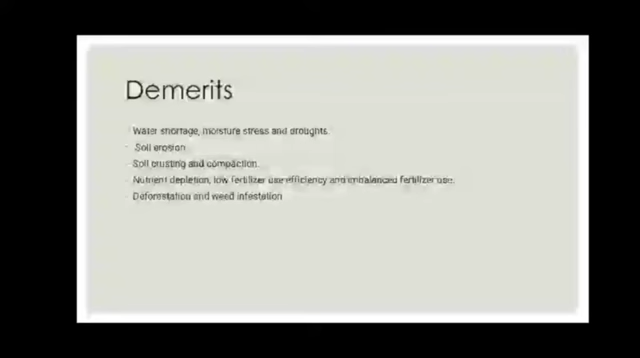 Demerits
Water shortage, moisture stress and droughts.
Soil erosion
Soil crusting and compaction.
Nutrient depletion, low fertilizer use efficiency and imbalanced fertilizer use.
Deforestation and weed infestation